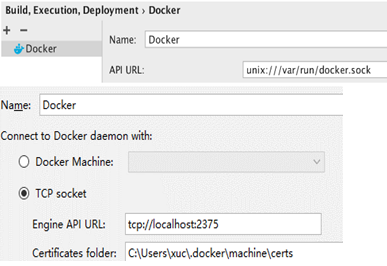 Build, Execution, Deployment › Docker
+ −
Docker
Name: Docker
API URL: unix:///var/run/docker.sock
Name: Docker
Connect to Docker daemon with:
Docker Machine:
TCP socket
Engine API URL: tcp://localhost:2375
Certificates folder: C:\Users\xuc\.docker\machine\certs